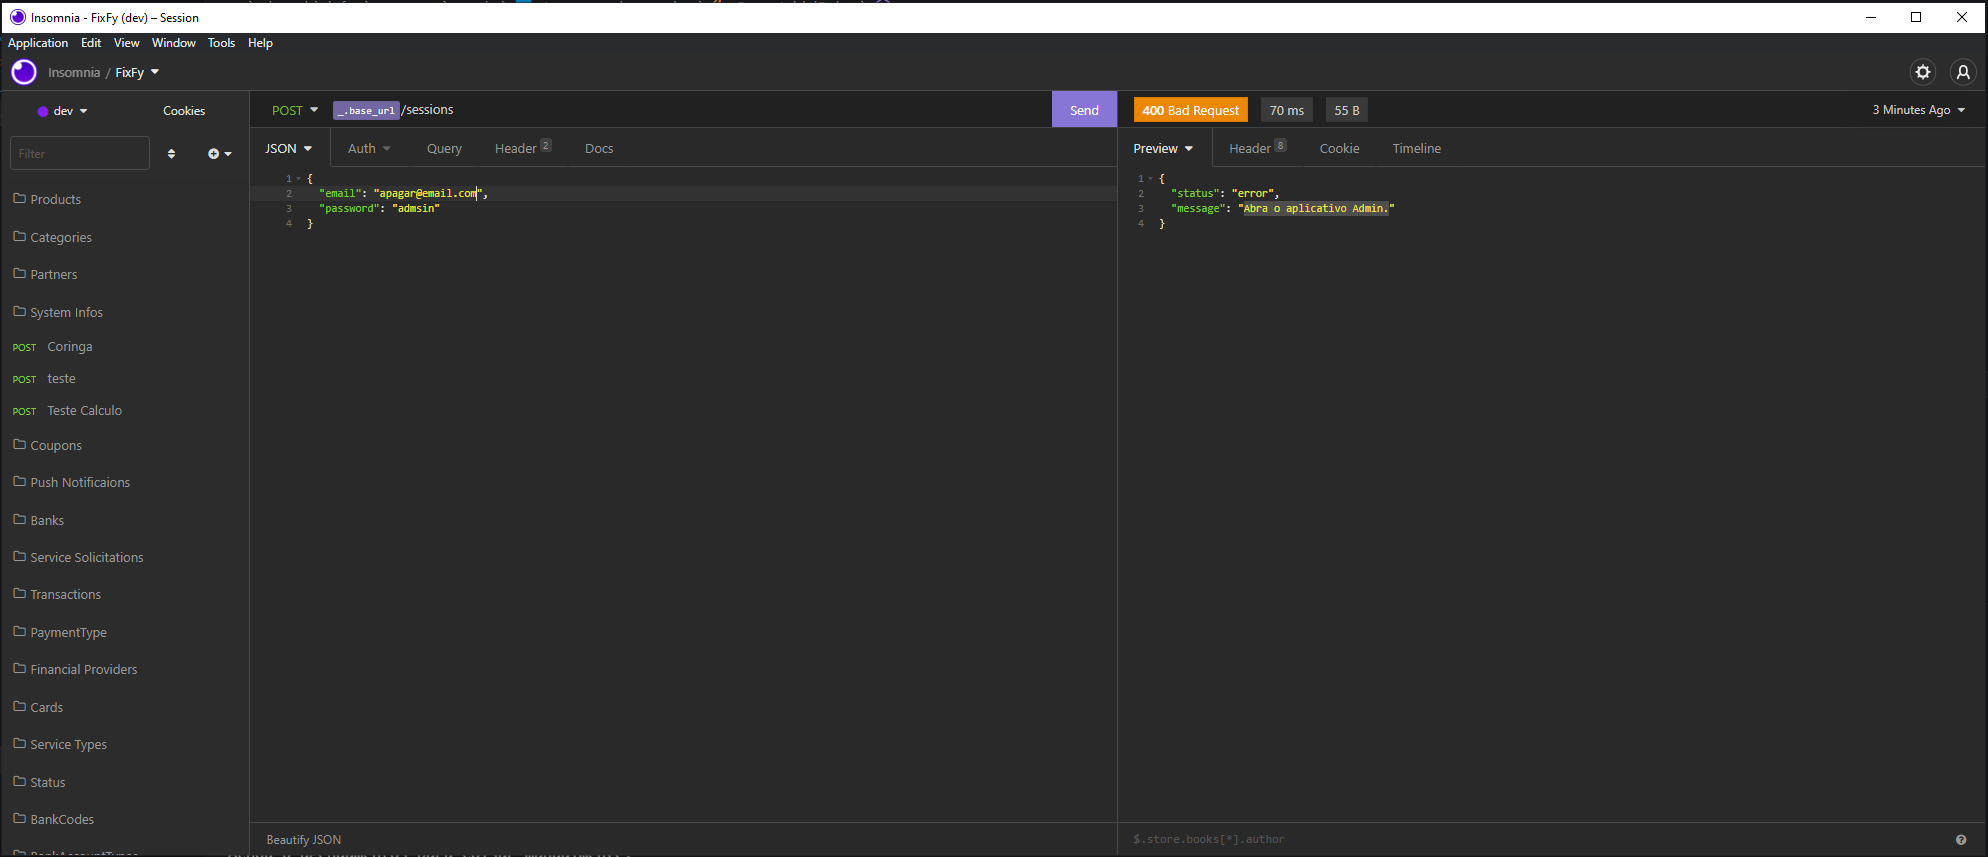 Insomnia - FixFy (dev) – Session
Application Edit View Window Tools Help
Insomnia / FixFy
dev
Cookies
Filter
Products
Categories
Partners
System Infos
POST Coringa
POST teste
POST Teste Calculo
Coupons
Push Notificaions
Banks
Service Solicitations
Transactions
PaymentType
Financial Providers
Cards
Service Types
Status
BankCodes
BankAccountTypes
POST _.base_url /sessions
Send
JSON Auth Query Header 2 Docs
1 {
2 "email": "apagar@email.com",
3 "password": "admsin"
4 }
Beautify JSON
400 Bad Request 70 ms 55 B
3 Minutes Ago
Preview Header 8 Cookie Timeline
1 {
2 "status": "error",
3 "message": "Abra o aplicativo Admin."
4 }
$.store.books[*].author